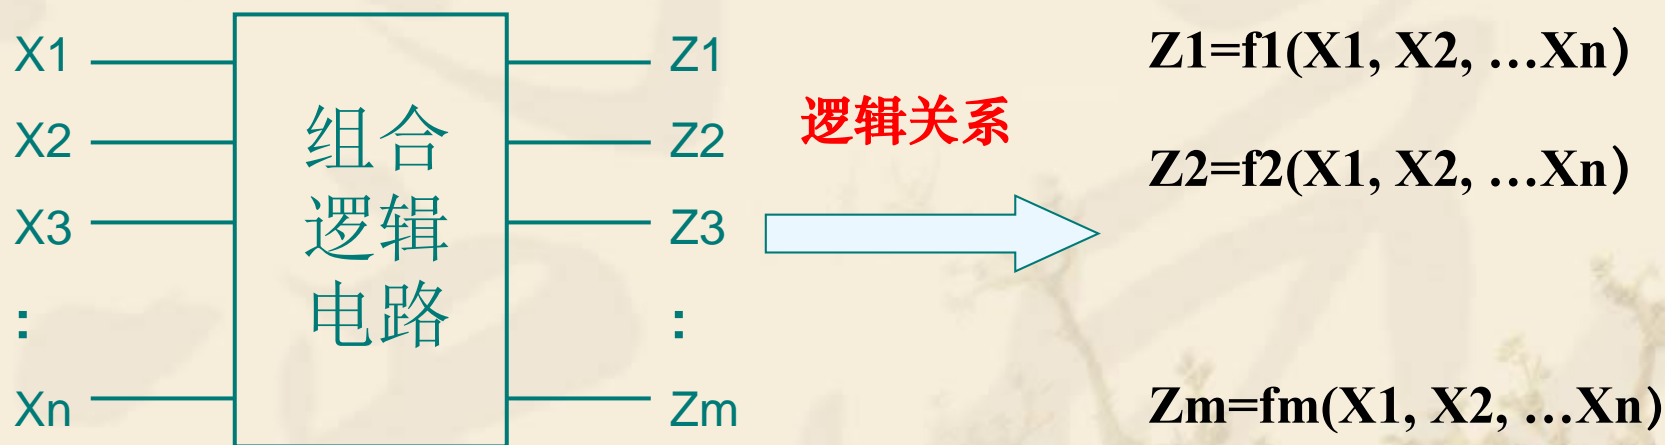 X1
X2
X3
:
Xn
组合
逻辑
电路
Z1
Z2
Z3
:
Zm
逻辑关系
Z1=f1(X1, X2, …Xn）
Z2=f2(X1, X2, …Xn）
Zm=fm(X1, X2, …Xn）